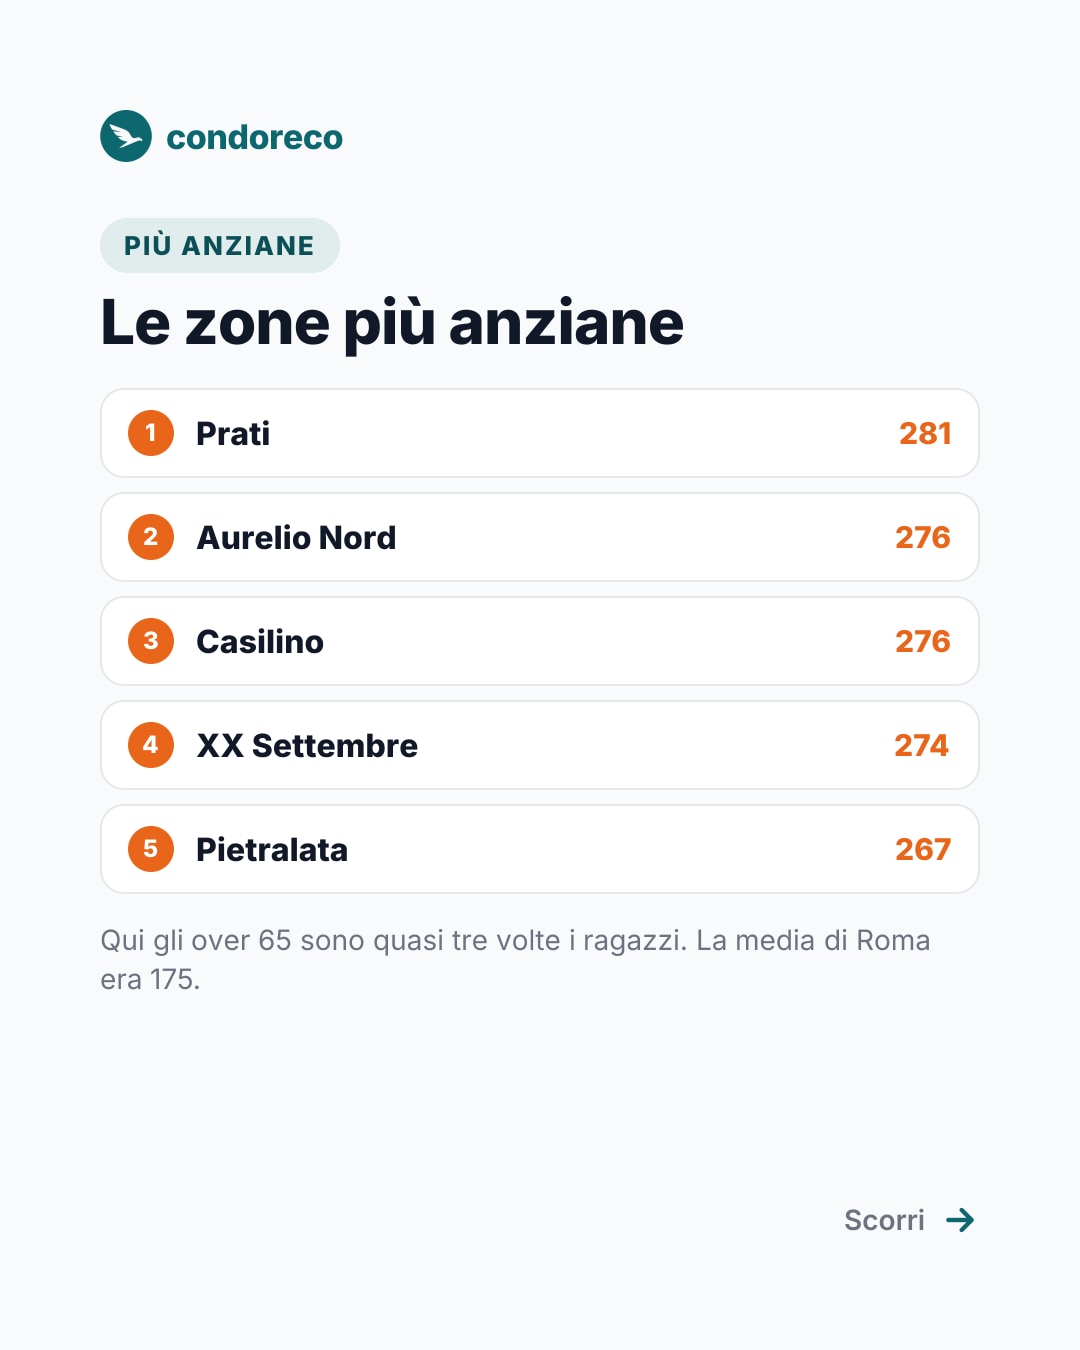 condoreco
PIÙ ANZIANE
Le zone più anziane
1 Prati 281
2 Aurelio Nord 276
3 Casilino 276
4 XX Settembre 274
5 Pietralata 267
Qui gli over 65 sono quasi tre volte i ragazzi. La media di Roma
era 175.
Scorri →